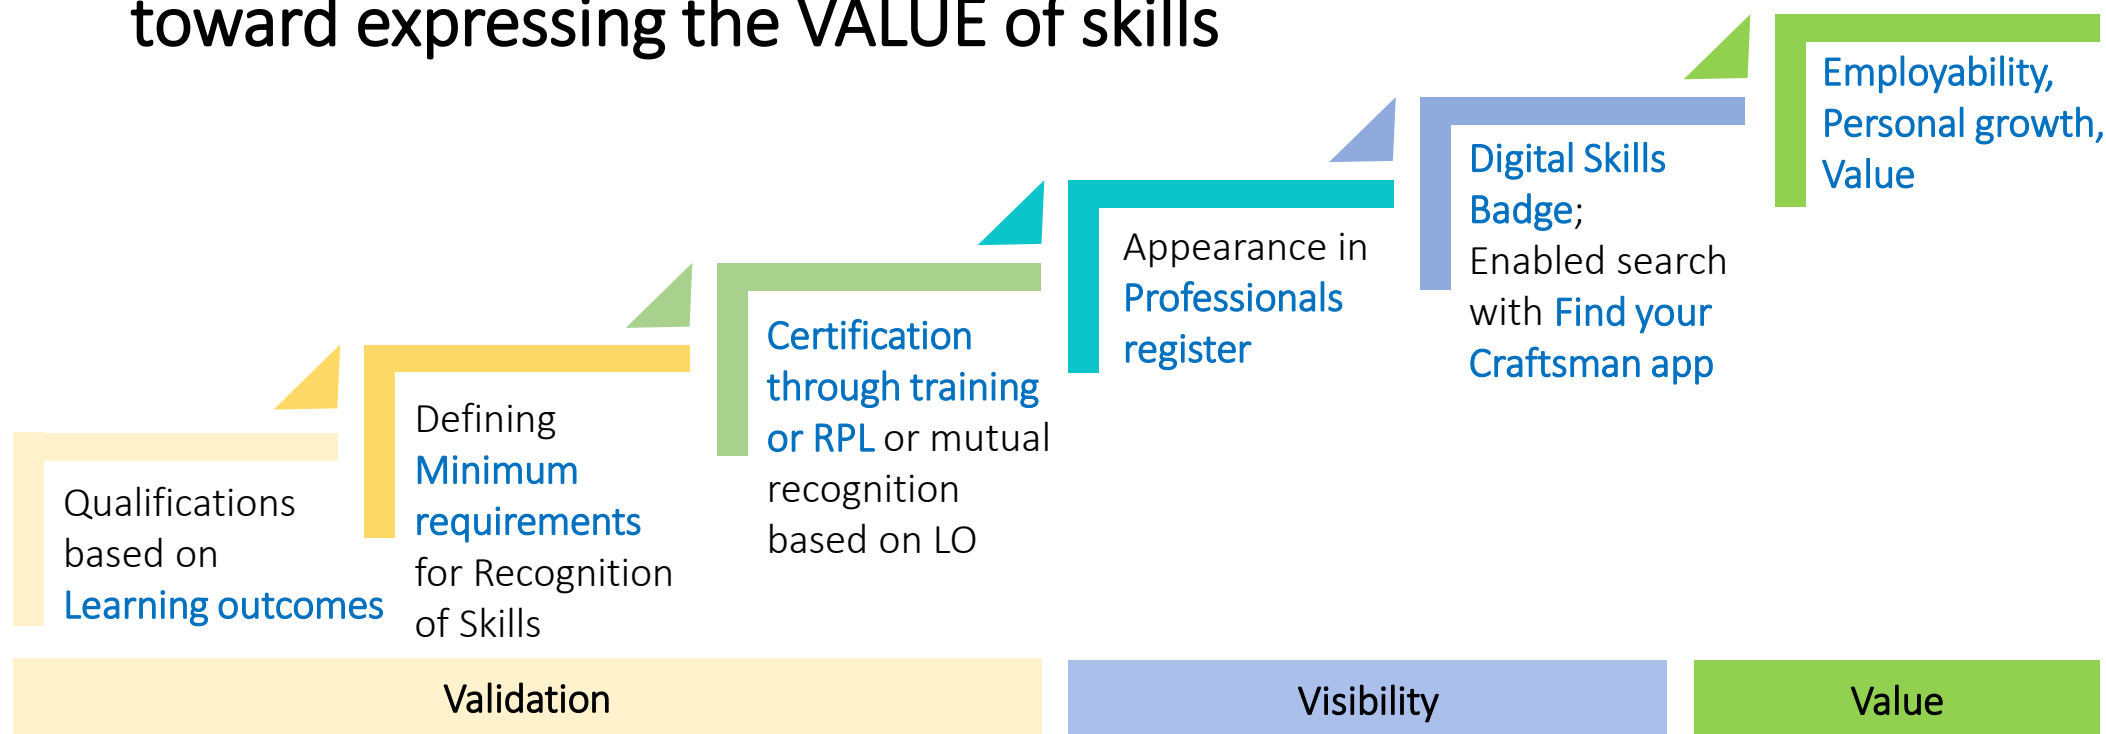 toward expressing the VALUE of skills
Qualifications
based on
Learning outcomes
Defining
Minimum
requirements
for Recognition
of Skills
Certification
through training
or RPL or mutual
recognition
based on LO
Appearance in
Professionals
register
Digital Skills
Badge;
Enabled search
with Find your
Craftsman app
Employability,
Personal growth,
Value
Validation
Visibility
Value